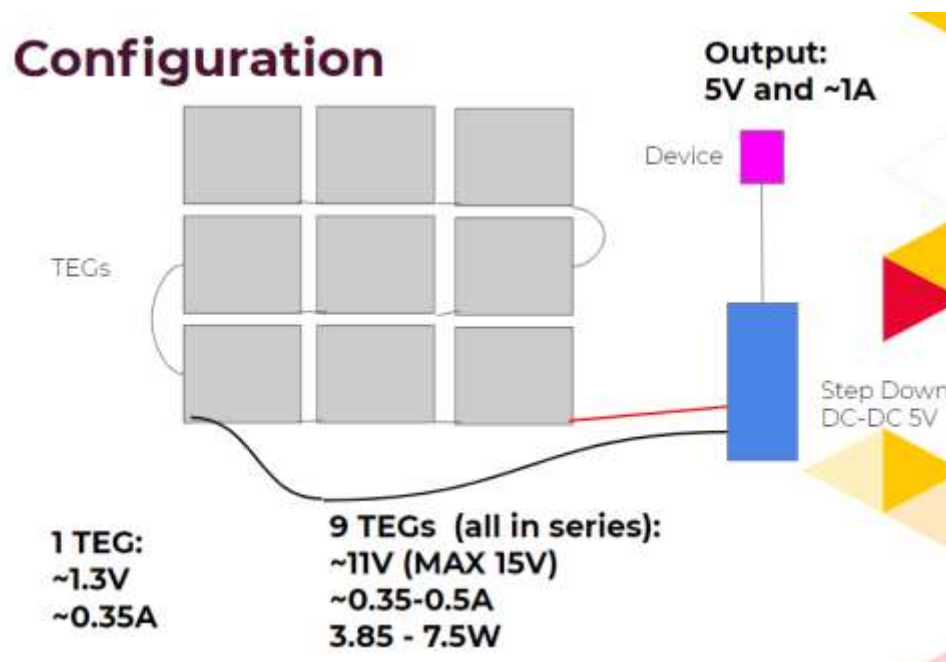 Configuration
Output:
5V and ~1A
Device
TEGs
Step Down
DC-DC 5V
1 TEG:
~1.3V
~0.35A
9 TEGs (all in series):
~11V (MAX 15V)
~0.35-0.5A
3.85 - 7.5W